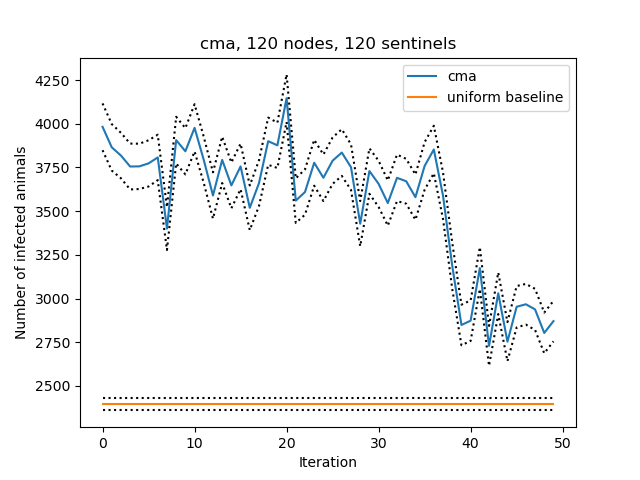 cma, 120 nodes, 120 sentinels
cma
uniform baseline
Number of infected animals
4250
4000
3750
3500
3250
3000
2750
2500
0 10 20 30 40 50
Iteration